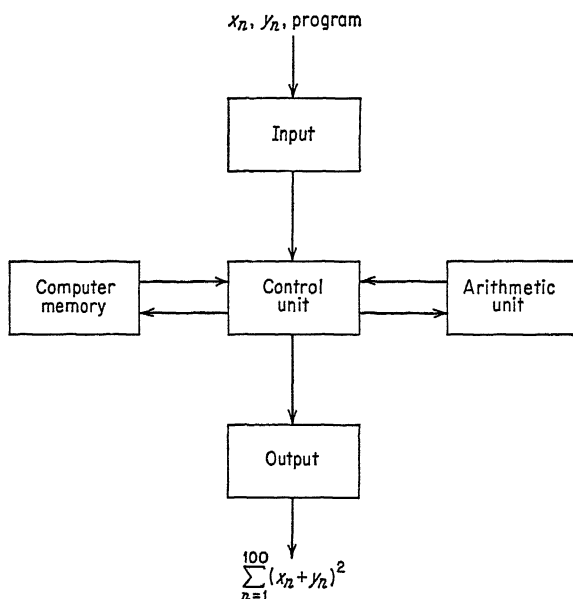 xₙ, yₙ, program
Input
Computer
memory
Control
unit
Arithmetic
unit
Output
100
∑(xₙ+yₙ)²
n=1